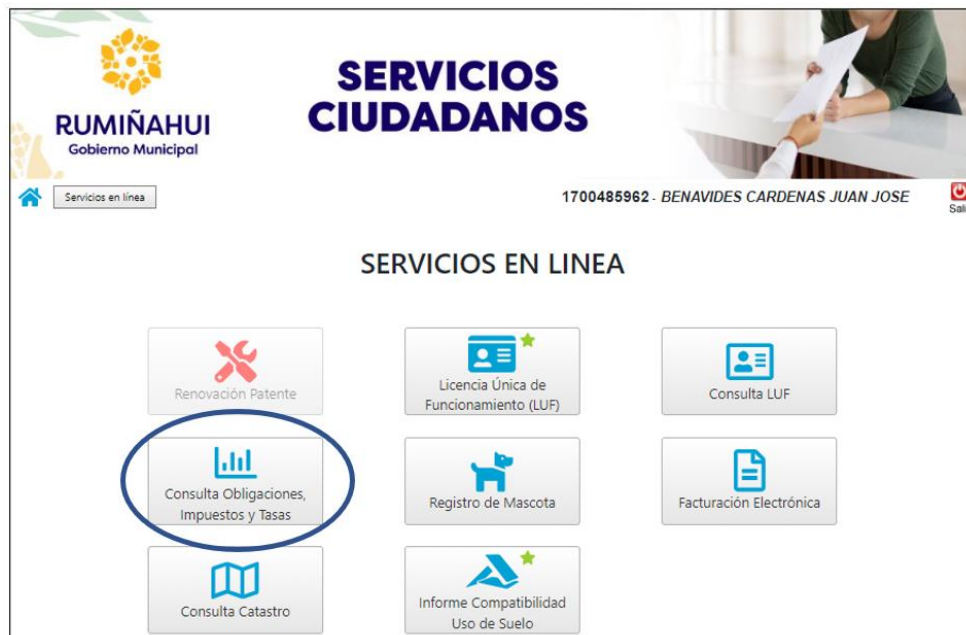 RUMIÑAHUI
Gobierno Municipal
SERVICIOS
CIUDADANOS
Servicios en línea
1700485962 - BENAVIDES CARDENAS JUAN JOSE
Sali
SERVICIOS EN LINEA
Renovación Patente
Licencia Única de
Funcionamiento (LUF)
Consulta LUF
Consulta Obligaciones,
Impuestos y Tasas
Registro de Mascota
Facturación Electrónica
Consulta Catastro
Informe Compatibilidad
Uso de Suelo